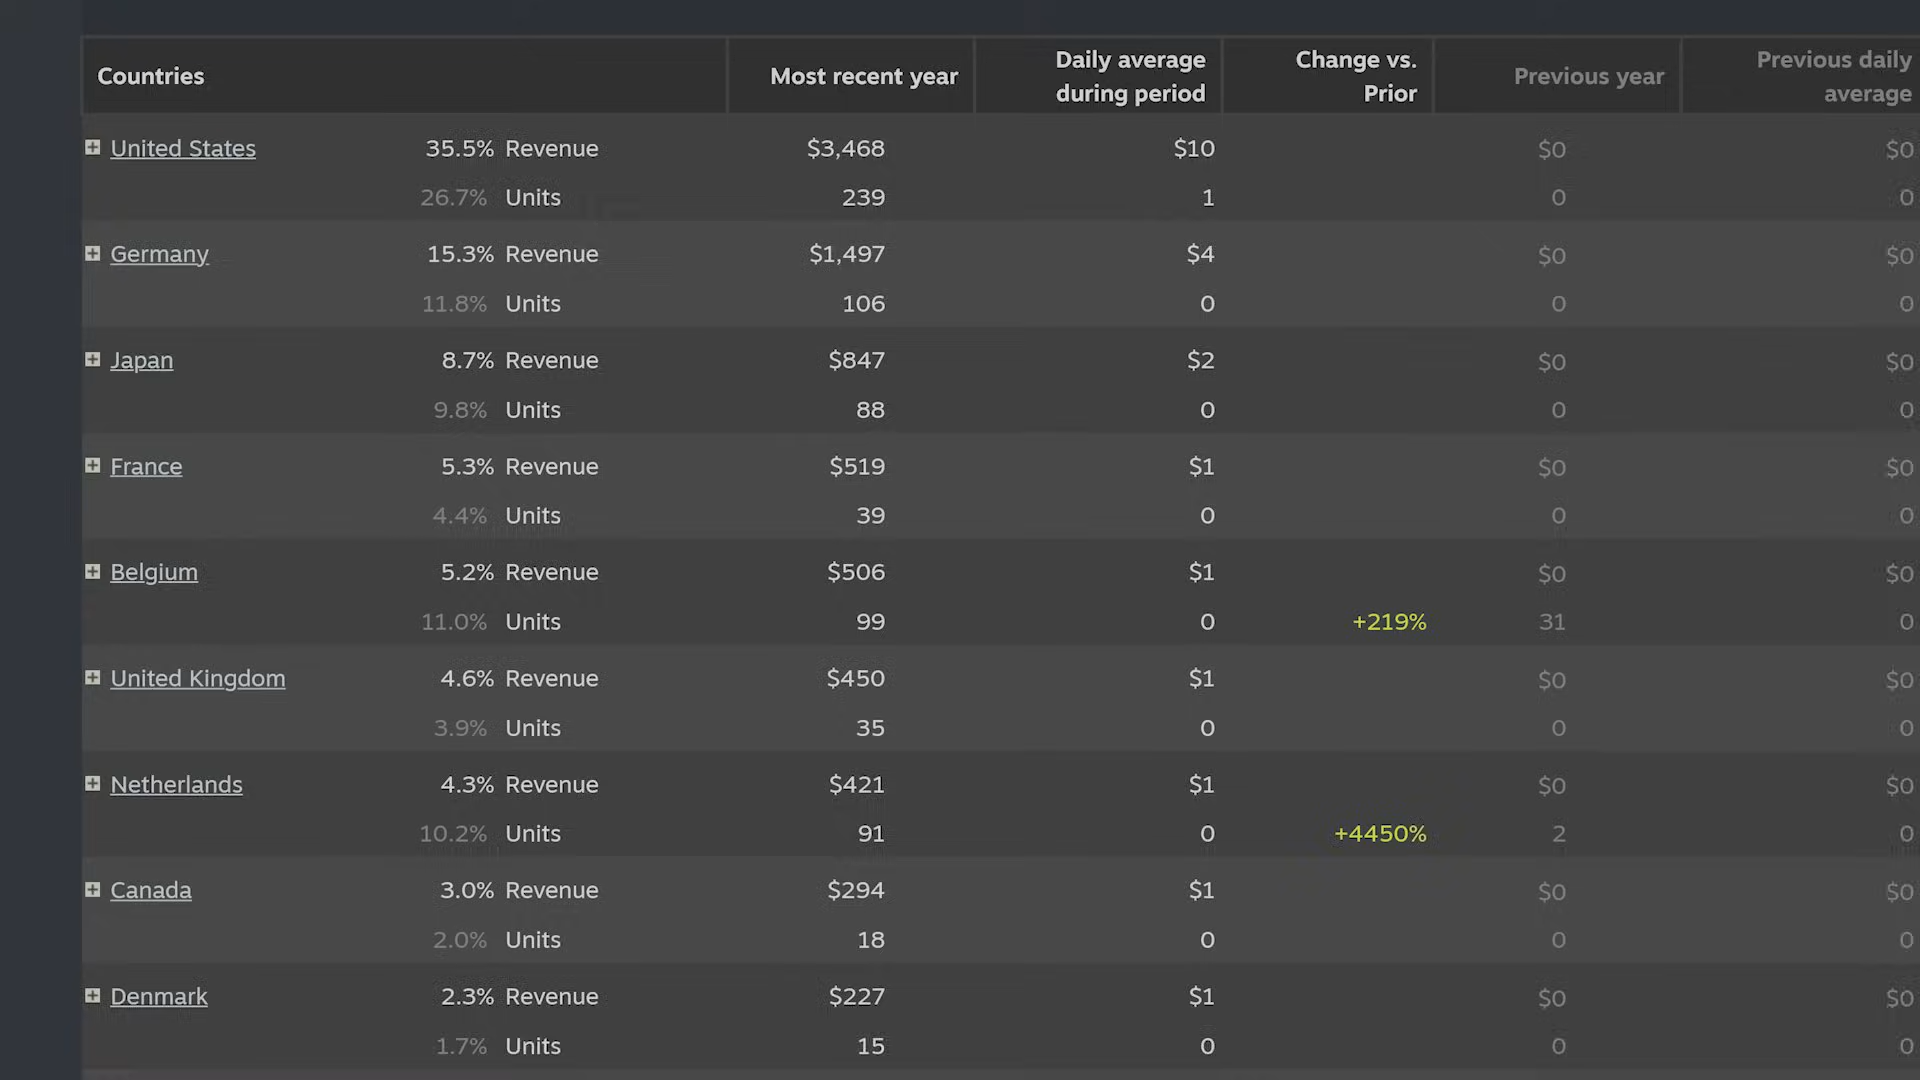 Countries Most recent year Daily average during period Change vs. Prior Previous year Previous daily average
United States 35.5% Revenue $3,468 $10 $0 $0
26.7% Units 239 1 0 0
Germany 15.3% Revenue $1,497 $4 $0 $0
11.8% Units 106 0 0 0
Japan 8.7% Revenue $847 $2 $0 $0
9.8% Units 88 0 0 0
France 5.3% Revenue $519 $1 $0 $0
4.4% Units 39 0 0 0
Belgium 5.2% Revenue $506 $1 $0 $0
11.0% Units 99 0 +219% 31 0
United Kingdom 4.6% Revenue $450 $1 $0 $0
3.9% Units 35 0 0 0
Netherlands 4.3% Revenue $421 $1 $0 $0
10.2% Units 91 0 +4450% 2 0
Canada 3.0% Revenue $294 $1 $0 $0
2.0% Units 18 0 0 0
Denmark 2.3% Revenue $227 $1 $0 $0
1.7% Units 15 0 0 0